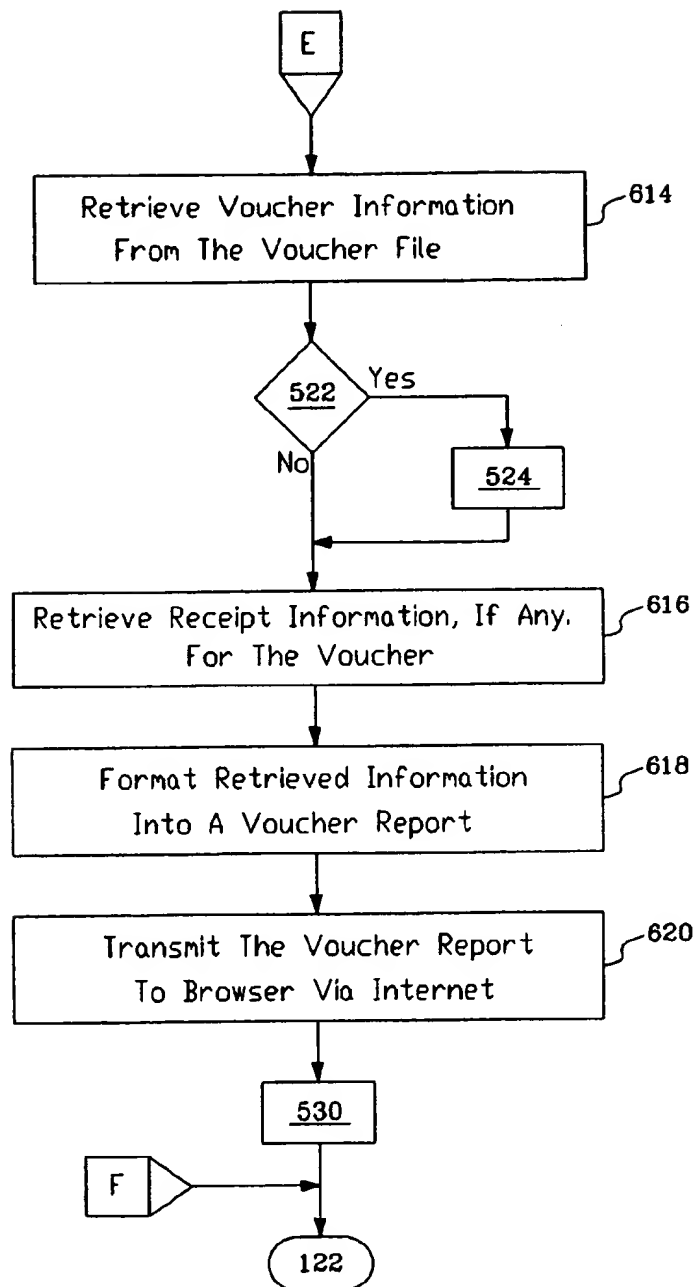 E
Retrieve Voucher Information
From The Voucher File
614
522
Yes
No
524
Retrieve Receipt Information, If Any.
For The Voucher
616
Format Retrieved Information
Into A Voucher Report
618
Transmit The Voucher Report
To Browser Via Internet
620
530
F
122